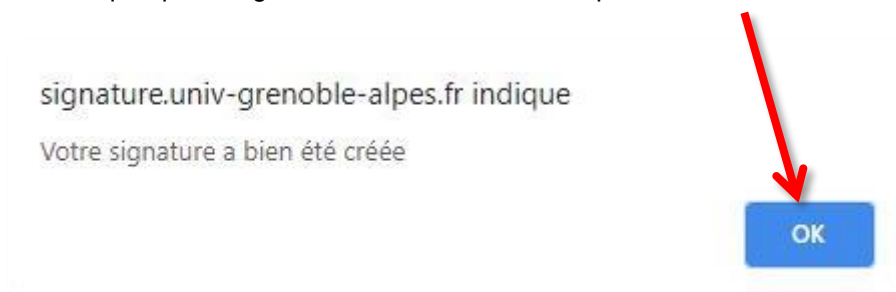 signature.univ-grenoble-alpes.fr indique
Votre signature a bien été créée
OK